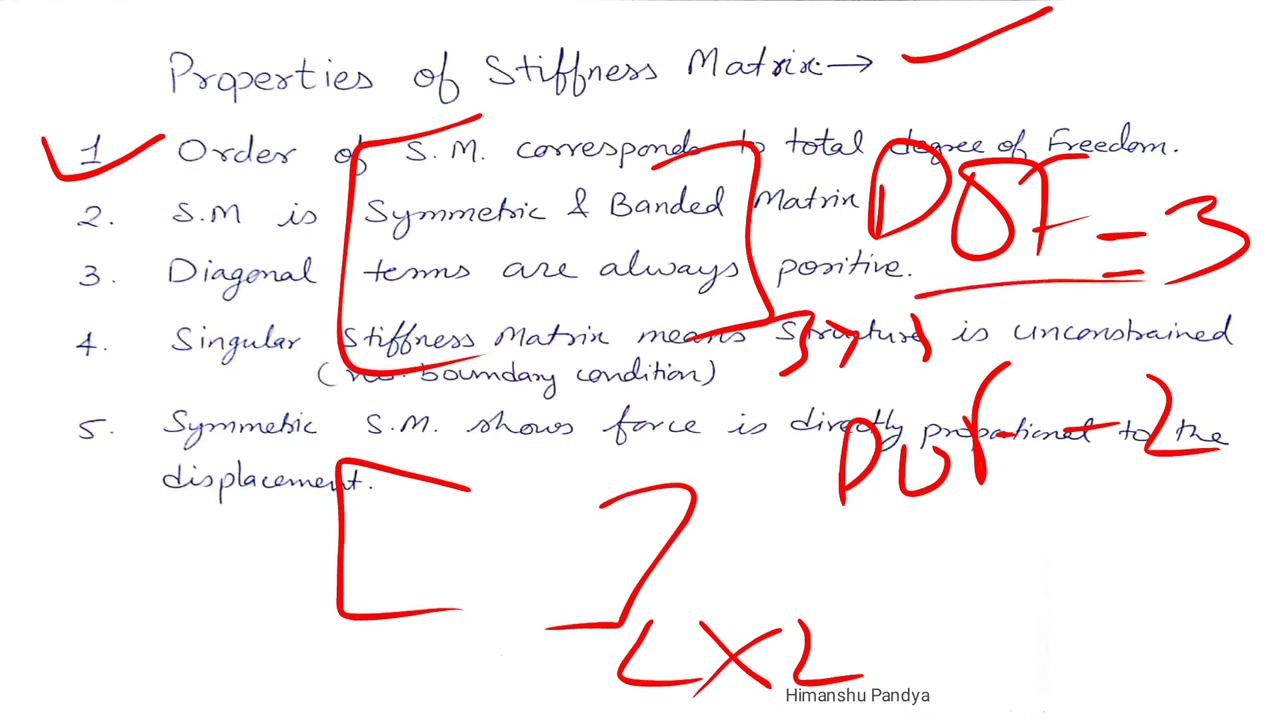 Properties of Stiffness Matrix:→
1 Order of S.M. corresponds to total degree of Freedom.
2. S.M is Symmetric & Banded Matrix
3. Diagonal terms are always positive.
4. Singular Stiffness Matrix means Structure is unconstrained
(no boundary condition)
5. Symmetric S.M. shows force is directly proportional to the
displacement.
DOF = 3
DOF - 2
2X2
Himanshu Pandya